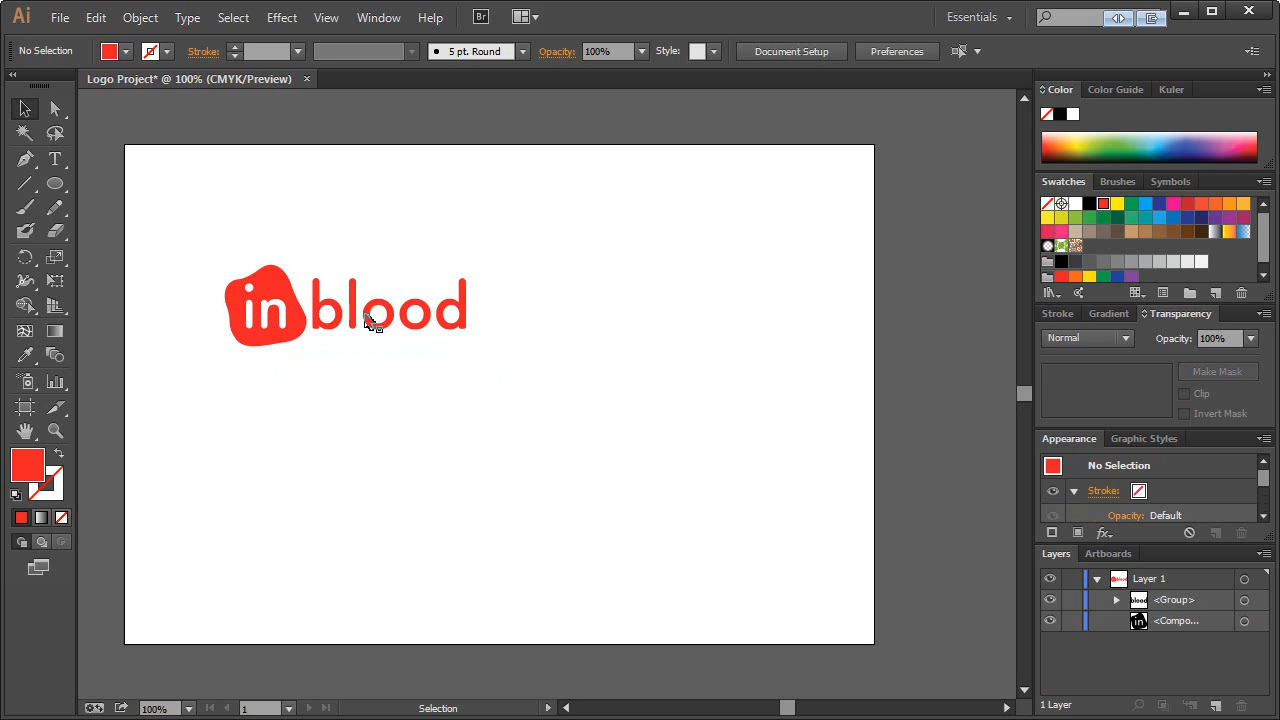 Ai File Edit Object Type Select Effect View Window Help Br Essentials
No Selection Stroke: 5 pt. Round Opacity: 100% Style: Document Setup Preferences
Logo Project* @ 100% (CMYK/Preview)
Color Color Guide Kuler
Swatches Brushes Symbols
in blood
Stroke Gradient Transparency
Normal Opacity: 100%
Make Mask
Clip
Invert Mask
Appearance Graphic Styles
No Selection
Stroke:
Opacity: Default
fx
Layers Artboards
Layer 1
<Group>
<Compo...
1 Layer
100% 1 Selection